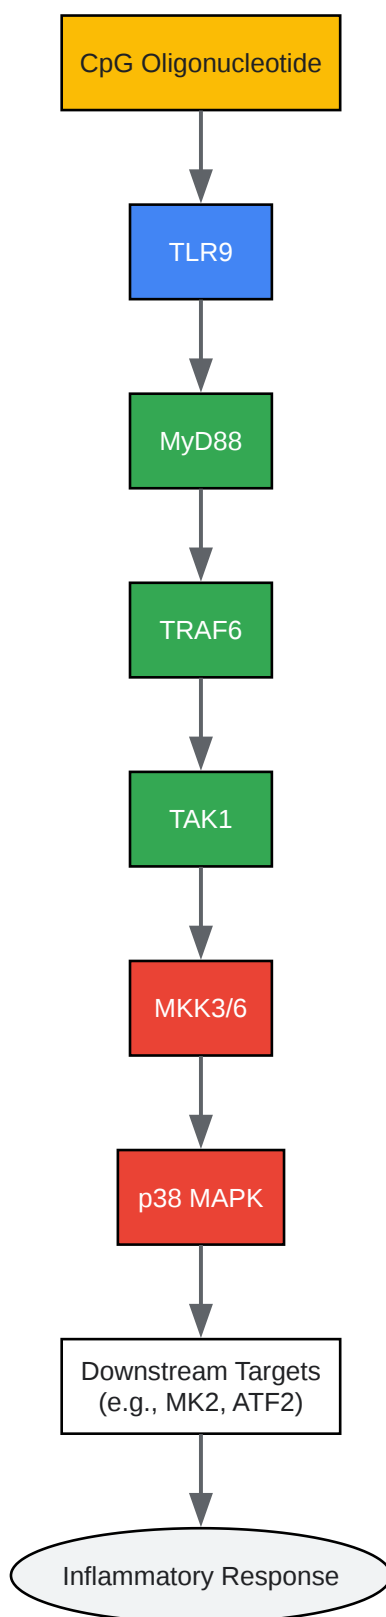 CpG Oligonucleotide
TLR9
MyD88
TRAF6
TAK1
MKK3/6
p38 MAPK
Downstream Targets
(e.g., MK2, ATF2)
Inflammatory Response